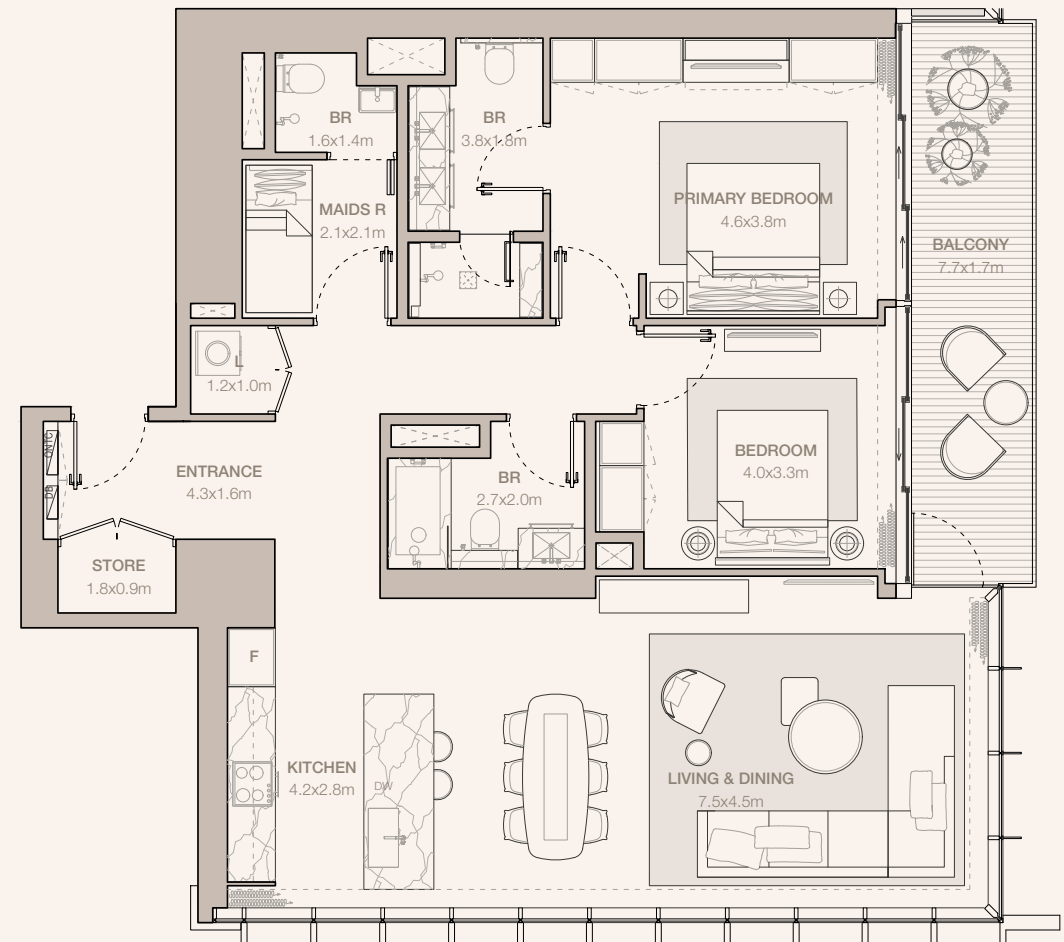 BR
1.6x1.4m
BR
3.8x1.8m
MAIDS R
2.1x2.1m
PRIMARY BEDROOM
4.6x3.8m
BALCONY
7.7x1.7m
L
1.2x1.0m
ONTC
DB
ENTRANCE
4.3x1.6m
BR
2.7x2.0m
BEDROOM
4.0x3.3m
STORE
1.8x0.9m
F
KITCHEN
4.2x2.8m
DW
LIVING & DINING
7.5x4.5m